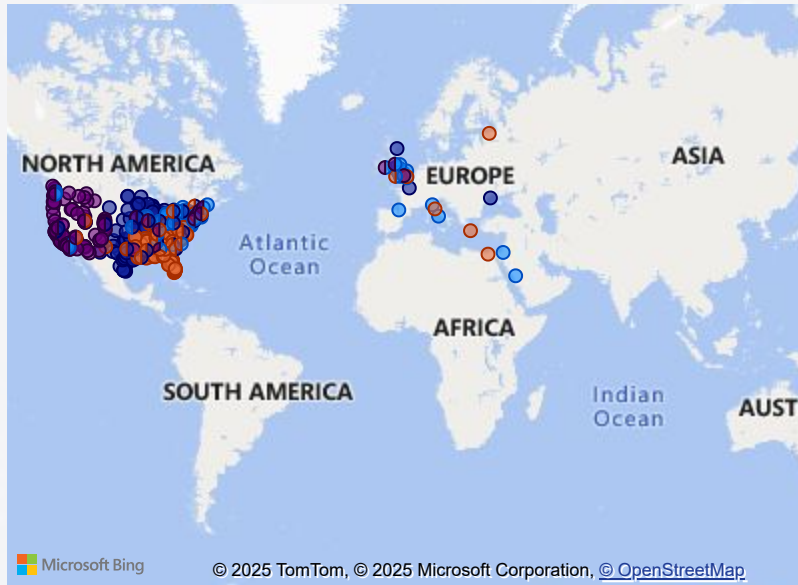 NORTH AMERICA
EUROPE
ASIA
Atlantic
Ocean
AFRICA
SOUTH AMERICA
Indian
Ocean
AUST
Microsoft Bing
© 2025 TomTom, © 2025 Microsoft Corporation, © OpenStreetMap